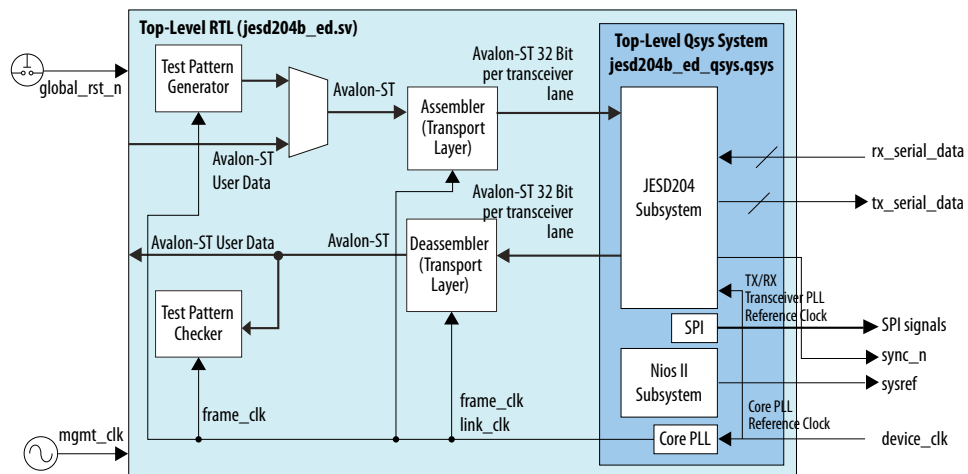 Top-Level RTL (jesd204b_ed.sv)
Top-Level Qsys System
jesd204b_ed_qsys.qsys
global_rst_n
Test Pattern
Generator
Avalon-ST
Avalon-ST 32 Bit
per transceiver
lane
Assembler
(Transport
Layer)
Avalon-ST
User Data
JESD204
Subsystem
rx_serial_data
tx_serial_data
Avalon-ST 32 Bit
per transceiver
lane
Avalon-ST User Data
Avalon-ST
Deassembler
(Transport
Layer)
Test Pattern
Checker
TX/RX
Transceiver PLL
Reference Clock
SPI
SPI signals
sync_n
Nios II
Subsystem
sysref
frame_clk
frame_clk
link_clk
Core PLL
Reference Clock
mgmt_clk
Core PLL
device_clk